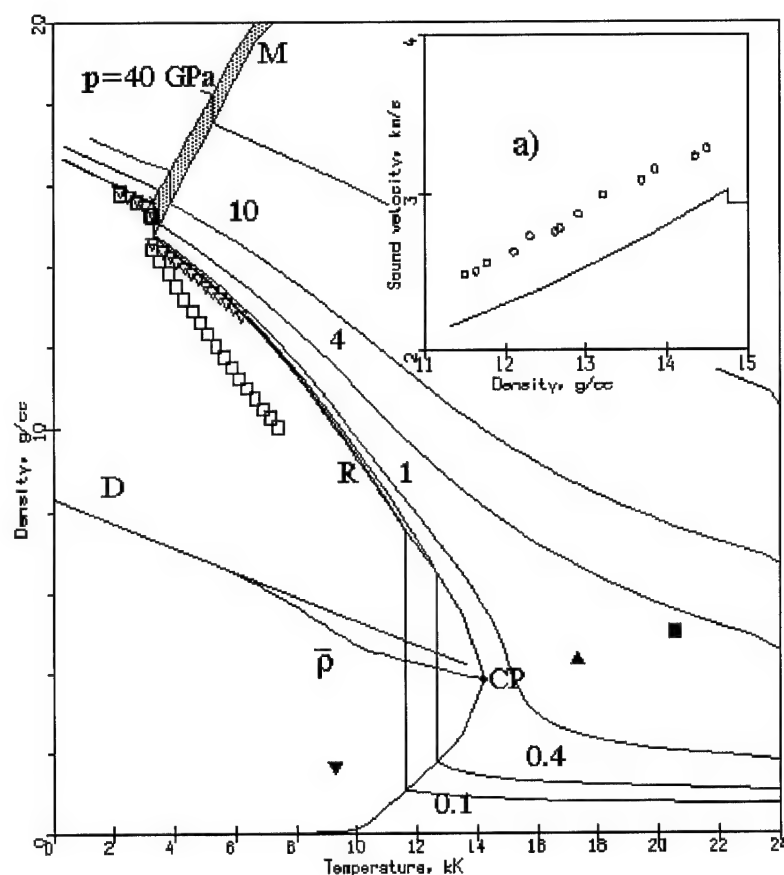 20
M
p=40 GPa
4
a)
Sound velocity, km/s
3
10
2
11
12
13
14
15
Density, g/cc
4
10
Density, g/cc
R
1
D
ρ̅
CP
0.4
0.1
0
0
2
4
6
8
10
12
14
16
18
20
22
24
Temperature, kK